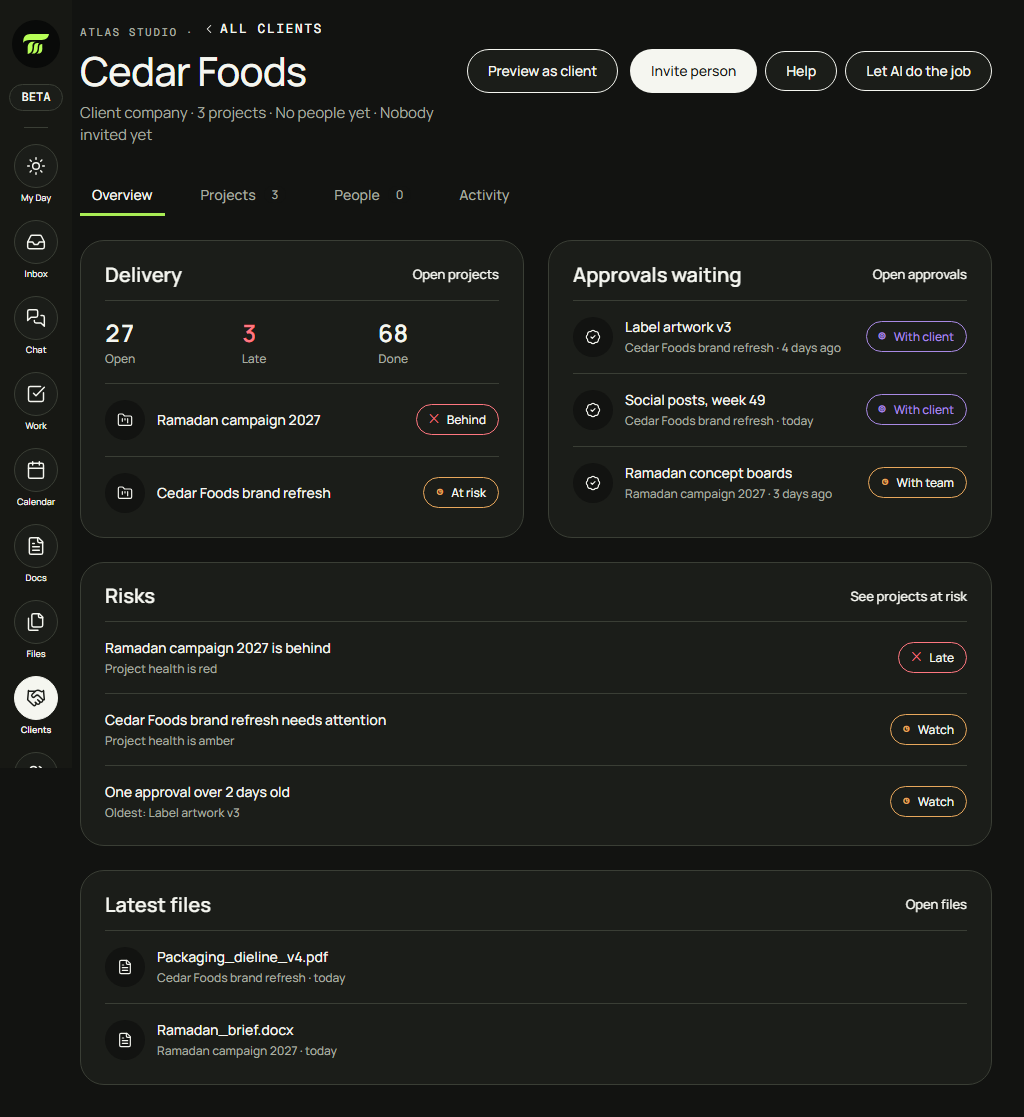 ATLAS STUDIO ·
ALL CLIENTS
Cedar Foods
Client company · 3 projects · No people yet · Nobody
invited yet
Preview as client
Invite person
Help
Let AI do the job
BETA
My Day
Inbox
Chat
Work
Calendar
Docs
Files
Clients
Overview
Projects 3
People 0
Activity
Delivery
Open projects
27
Open
3
Late
68
Done
Ramadan campaign 2027
Behind
Cedar Foods brand refresh
At risk
Approvals waiting
Open approvals
Label artwork v3
Cedar Foods brand refresh · 4 days ago
With client
Social posts, week 49
Cedar Foods brand refresh · today
With client
Ramadan concept boards
Ramadan campaign 2027 · 3 days ago
With team
Risks
See projects at risk
Ramadan campaign 2027 is behind
Project health is red
Late
Cedar Foods brand refresh needs attention
Project health is amber
Watch
One approval over 2 days old
Oldest: Label artwork v3
Watch
Latest files
Open files
Packaging_dieline_v4.pdf
Cedar Foods brand refresh · today
Ramadan_brief.docx
Ramadan campaign 2027 · today